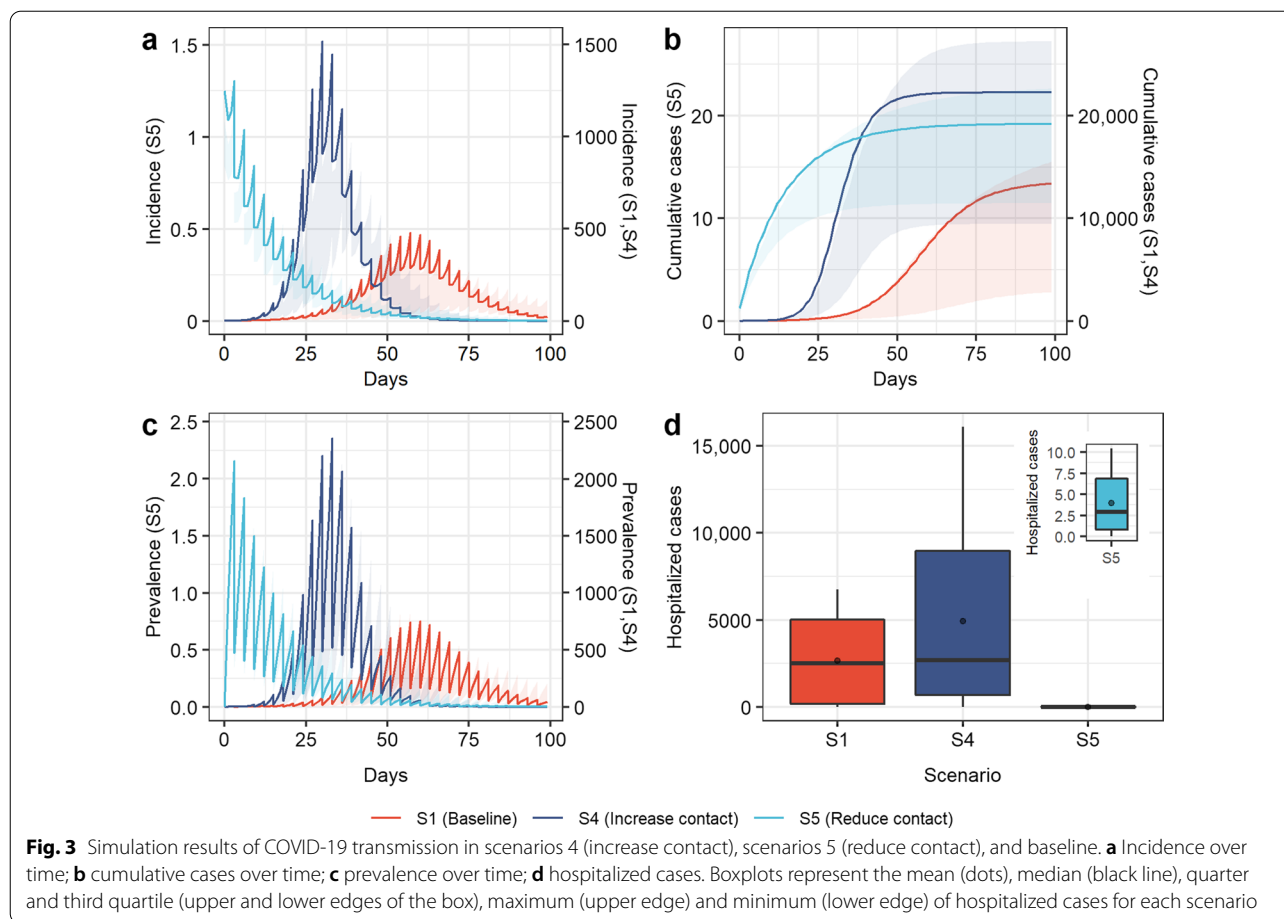 a
1.5
1
0.5
0
Incidence (S5)
1500
1000
500
0
Incidence (S1,S4)
0 25 50 75 100
Days
b
20
10
0
Cumulative cases (S5)
20,000
10,000
0
Cumulative cases (S1,S4)
0 25 50 75 100
Days
c
2.5
2.0
1.5
1.0
0.5
0.0
Prevalence (S5)
2500
2000
1500
1000
500
0
Prevalence (S1,S4)
0 25 50 75 100
Days
d
15,000
10,000
5000
0
Hospitalized cases
10.0
7.5
5.0
2.5
0.0
Hospitalized cases
S5
S1 S4 S5
Scenario
S1 (Baseline) S4 (Increase contact) S5 (Reduce contact)
Fig. 3 Simulation results of COVID-19 transmission in scenarios 4 (increase contact), scenarios 5 (reduce contact), and baseline. a Incidence over
time; b cumulative cases over time; c prevalence over time; d hospitalized cases. Boxplots represent the mean (dots), median (black line), quarter
and third quartile (upper and lower edges of the box), maximum (upper edge) and minimum (lower edge) of hospitalized cases for each scenario